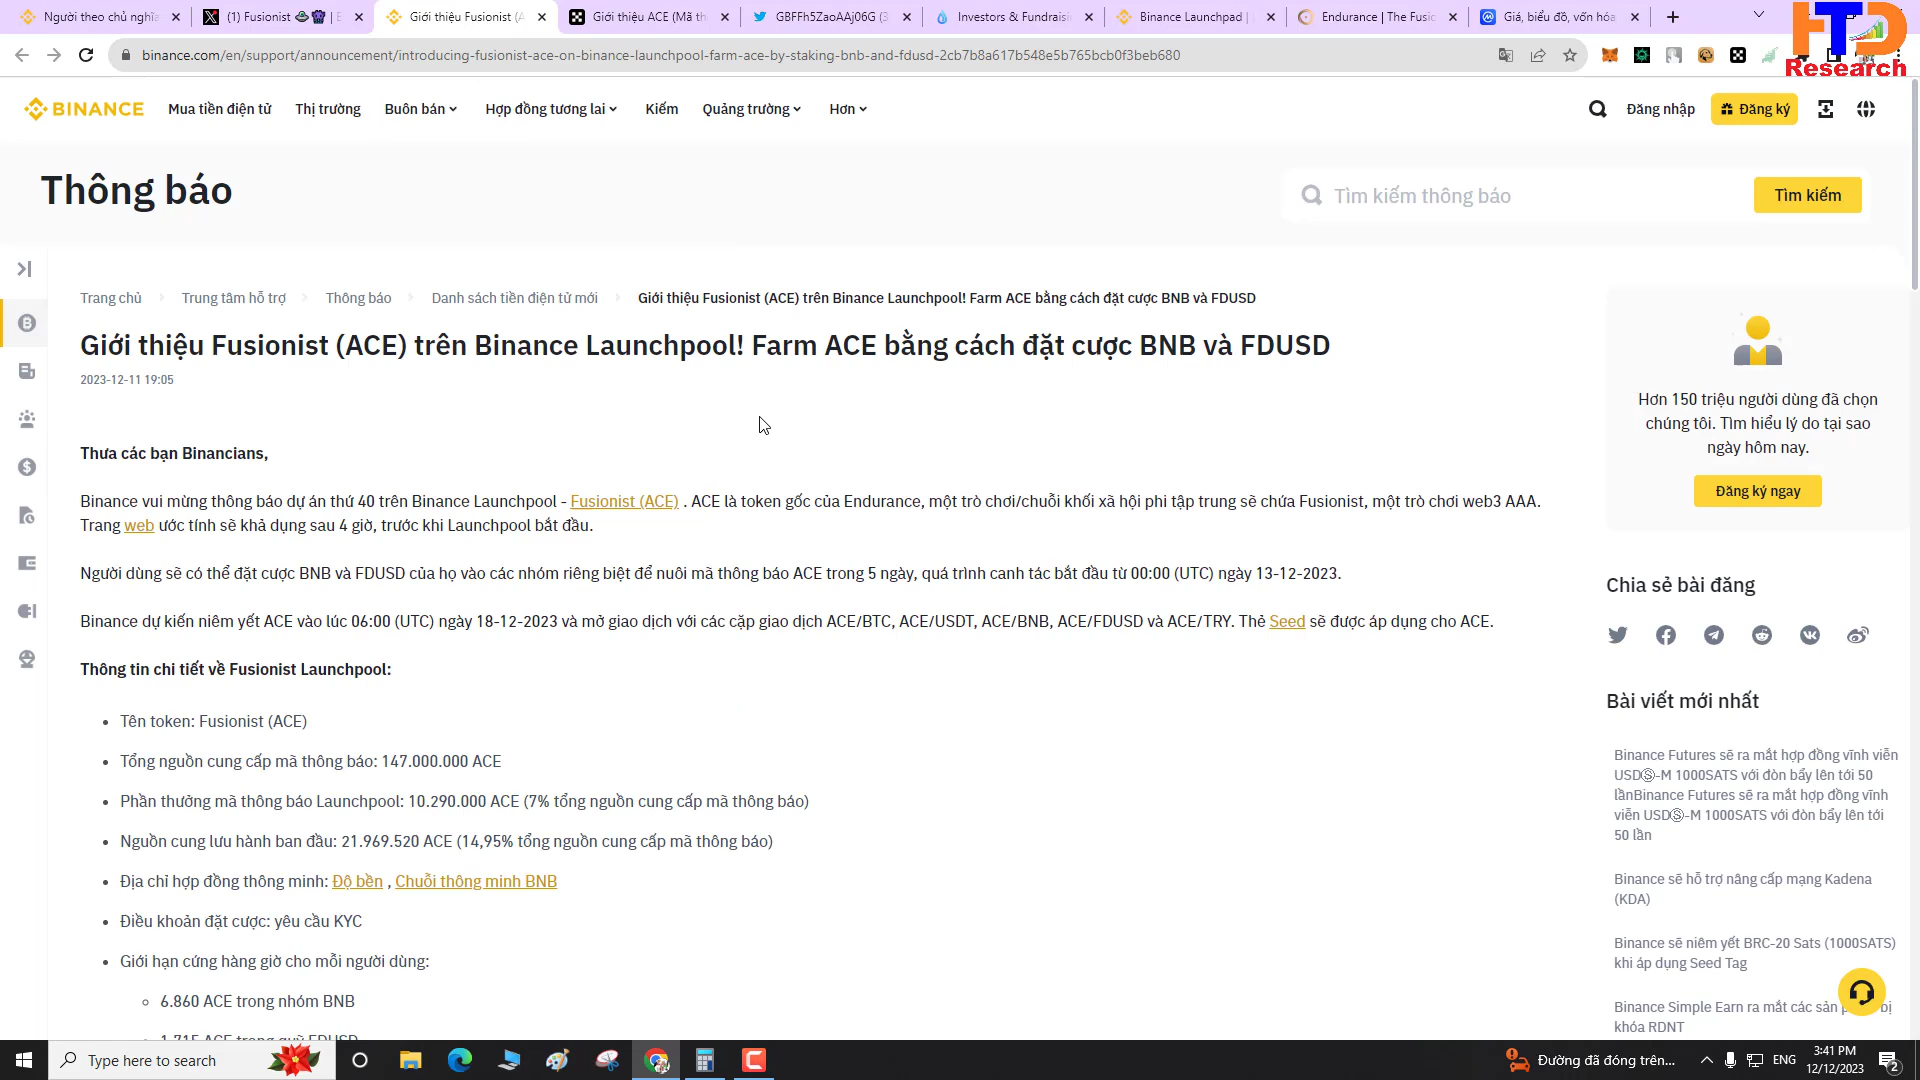 Người theo chủ nghĩa
(1) Fusionist
Giới thiệu Fusionist (A
Giới thiệu ACE (Mã th
GBFFh5ZaoAAj06G (3
Investors & Fundraisi
Binance Launchpad |
Endurance | The Fusic
Giá, biểu đồ, vốn hóa
HTD
Research
binance.com/en/support/announcement/introducing-fusionist-ace-on-binance-launchpool-farm-ace-by-staking-bnb-and-fdusd-2cb7b8a617b548e5b765bcb0f3beb680
BINANCE
Mua tiền điện tử
Thị trường
Buôn bán
Hợp đồng tương lai
Kiếm
Quảng trường
Hơn
Đăng nhập
Đăng ký
Thông báo
Tìm kiếm thông báo
Tìm kiếm
Trang chủ
Trung tâm hỗ trợ
Thông báo
Danh sách tiền điện tử mới
Giới thiệu Fusionist (ACE) trên Binance Launchpool! Farm ACE bằng cách đặt cược BNB và FDUSD
Giới thiệu Fusionist (ACE) trên Binance Launchpool! Farm ACE bằng cách đặt cược BNB và FDUSD
2023-12-11 19:05
Thưa các bạn Binancians,
Binance vui mừng thông báo dự án thứ 40 trên Binance Launchpool - Fusionist (ACE) . ACE là token gốc của Endurance, một trò chơi/chuỗi khối xã hội phi tập trung sẽ chứa Fusionist, một trò chơi web3 AAA.
Trang web ước tính sẽ khả dụng sau 4 giờ, trước khi Launchpool bắt đầu.
Người dùng sẽ có thể đặt cược BNB và FDUSD của họ vào các nhóm riêng biệt để nuôi mã thông báo ACE trong 5 ngày, quá trình canh tác bắt đầu từ 00:00 (UTC) ngày 13-12-2023.
Binance dự kiến niêm yết ACE vào lúc 06:00 (UTC) ngày 18-12-2023 và mở giao dịch với các cặp giao dịch ACE/BTC, ACE/USDT, ACE/BNB, ACE/FDUSD và ACE/TRY. Thẻ Seed sẽ được áp dụng cho ACE.
Thông tin chi tiết về Fusionist Launchpool:
• Tên token: Fusionist (ACE)
• Tổng nguồn cung cấp mã thông báo: 147.000.000 ACE
• Phần thưởng mã thông báo Launchpool: 10.290.000 ACE (7% tổng nguồn cung cấp mã thông báo)
• Nguồn cung lưu hành ban đầu: 21.969.520 ACE (14,95% tổng nguồn cung cấp mã thông báo)
• Địa chỉ hợp đồng thông minh: Độ bền , Chuỗi thông minh BNB
• Điều khoản đặt cược: yêu cầu KYC
• Giới hạn cứng hàng giờ cho mỗi người dùng:
◦ 6.860 ACE trong nhóm BNB
1.715 ACE trong quỹ FDUSD
Hơn 150 triệu người dùng đã chọn
chúng tôi. Tìm hiểu lý do tại sao
ngày hôm nay.
Đăng ký ngay
Chia sẻ bài đăng
Bài viết mới nhất
Binance Futures sẽ ra mắt hợp đồng vĩnh viễn
USDⓈ-M 1000SATS với đòn bẩy lên tới 50
lầnBinance Futures sẽ ra mắt hợp đồng vĩnh
viễn USDⓈ-M 1000SATS với đòn bẩy lên tới
50 lần
Binance sẽ hỗ trợ nâng cấp mạng Kadena
(KDA)
Binance sẽ niêm yết BRC-20 Sats (1000SATS)
khi áp dụng Seed Tag
Binance Simple Earn ra mắt các sản bị
khóa RDNT
Type here to search
Đường đã đóng trên...
ENG
3:41 PM
12/12/2023
2